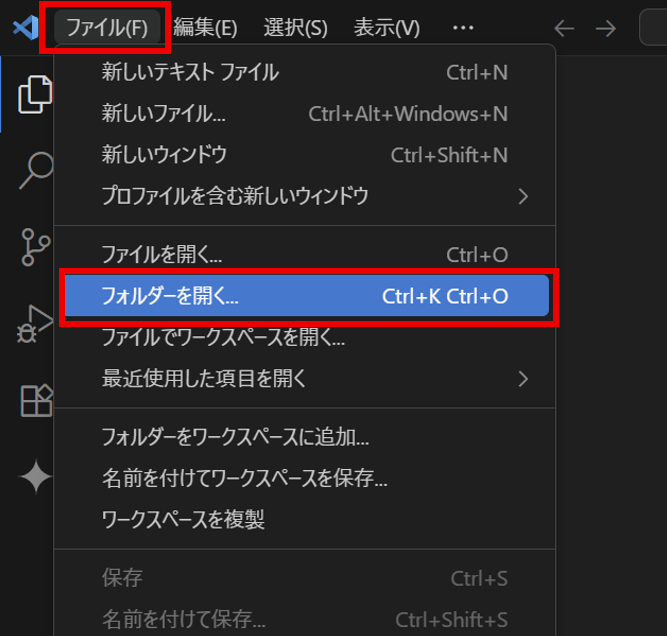 ファイル(F) 編集(E) 選択(S) 表示(V) …
新しいテキスト ファイル Ctrl+N
新しいファイル... Ctrl+Alt+Windows+N
新しいウィンドウ Ctrl+Shift+N
プロファイルを含む新しいウィンドウ
ファイルを開く... Ctrl+O
フォルダーを開く... Ctrl+K Ctrl+O
ファイルでワークスペースを開く...
最近使用した項目を開く
フォルダーをワークスペースに追加...
名前を付けてワークスペースを保存...
ワークスペースを複製
保存 Ctrl+S
名前を付けて保存... Ctrl+Shift+S